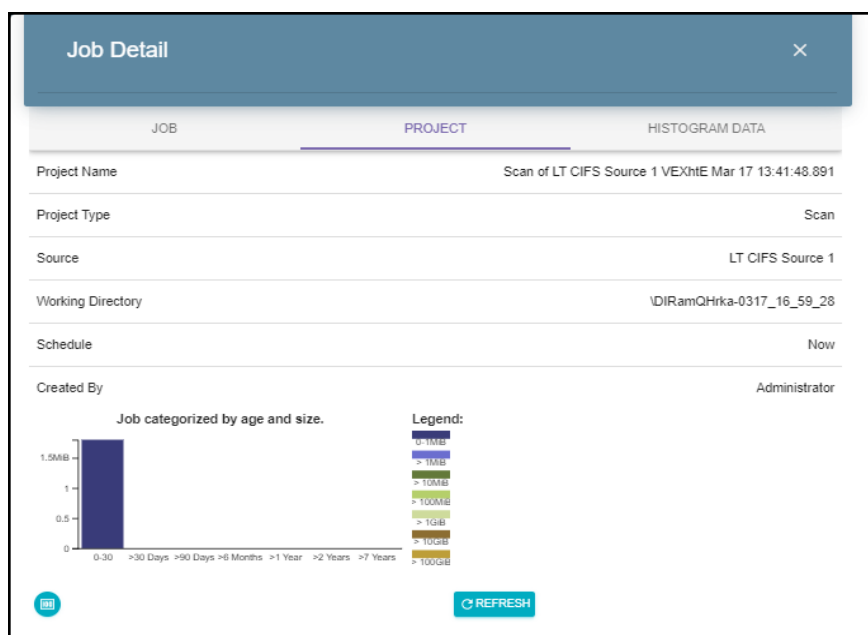 Job Detail
JOB PROJECT HISTOGRAM DATA
Project Name Scan of LT CIFS Source 1 VEXhtE Mar 17 13:41:48.891
Project Type Scan
Source LT CIFS Source 1
Working Directory \DIRamQHrka-0317_16_59_28
Schedule Now
Created By Administrator
Job categorized by age and size.
1.5MiB
1
0.5
0
0-30 >30 Days >90 Days >6 Months >1 Year >2 Years >7 Years
Legend:
0-1MiB
> 1MiB
> 10MiB
> 100MiB
> 1GiB
> 10GiB
> 100GiB
REFRESH